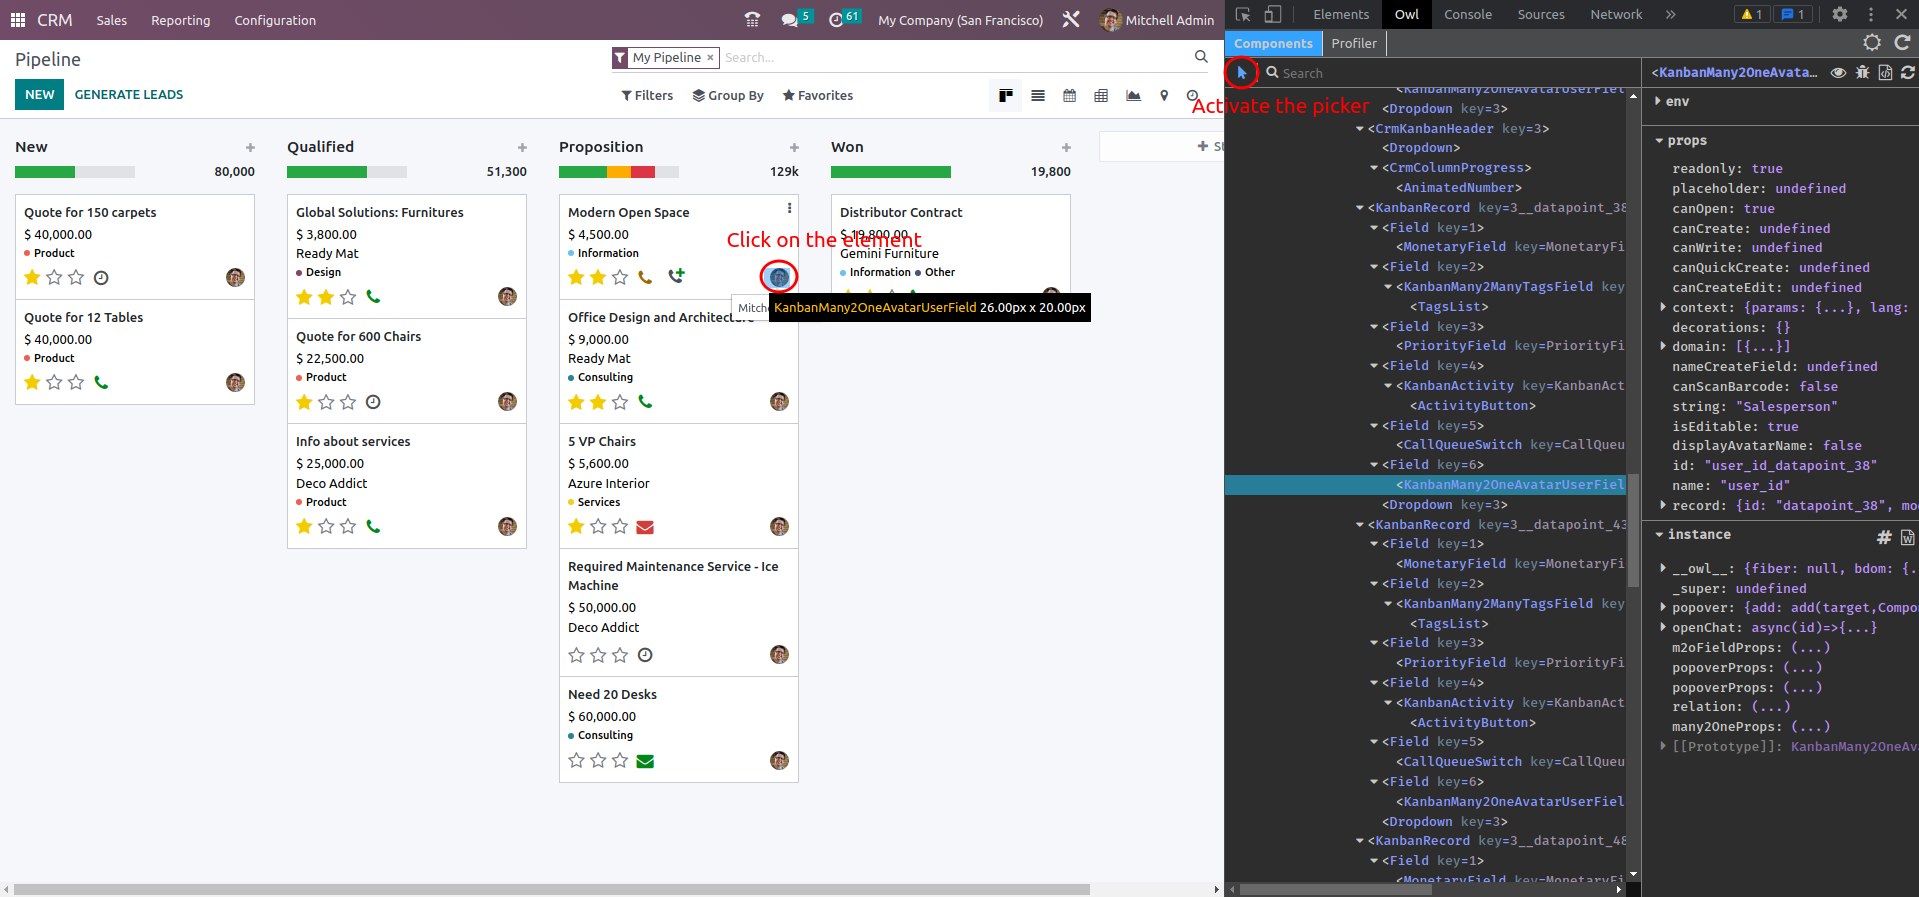 CRM Sales Reporting Configuration 5 61 My Company (San Francisco) Mitchell Admin
Pipeline
My Pipeline × Search...
NEW GENERATE LEADS
Filters Group By Favorites
New +
80,000
Quote for 150 carpets
$ 40,000.00
Product
Quote for 12 Tables
$ 40,000.00
Product
Qualified +
51,300
Global Solutions: Furnitures
$ 3,800.00
Ready Mat
Design
Quote for 600 Chairs
$ 22,500.00
Product
Info about services
$ 25,000.00
Deco Addict
Product
Proposition +
129k
Modern Open Space
$ 4,500.00
Information
Click on the element
Mitch
KanbanMany2OneAvatarUserField 26.00px x 20.00px
Office Design and Architecture
$ 9,000.00
Ready Mat
Consulting
5 VP Chairs
$ 5,600.00
Azure Interior
Services
Required Maintenance Service - Ice
Machine
$ 50,000.00
Deco Addict
Need 20 Desks
$ 60,000.00
Consulting
Won +
19,800
Distributor Contract
$ 19,800.00
Gemini Furniture
Information Other
+ St
Elements Owl Console Sources Network » 1 1
Components Profiler
Search
Activate the picker
<KanbanMany2OneAvatarUserFiel
<Dropdown key=3>
<CrmKanbanHeader key=3>
<Dropdown>
<CrmColumnProgress>
<AnimatedNumber>
<KanbanRecord key=3__datapoint_38
<Field key=1>
<MonetaryField key=MonetaryFi
<Field key=2>
<KanbanMany2ManyTagsField key
<TagsList>
<Field key=3>
<PriorityField key=PriorityFi
<Field key=4>
<KanbanActivity key=KanbanAct
<ActivityButton>
<Field key=5>
<CallQueueSwitch key=CallQueu
<Field key=6>
<KanbanMany2OneAvatarUserFiel
<Dropdown key=3>
<KanbanRecord key=3__datapoint_43
<Field key=1>
<MonetaryField key=MonetaryFi
<Field key=2>
<KanbanMany2ManyTagsField key
<TagsList>
<Field key=3>
<PriorityField key=PriorityFi
<Field key=4>
<KanbanActivity key=KanbanAct
<ActivityButton>
<Field key=5>
<CallQueueSwitch key=CallQueu
<Field key=6>
<KanbanMany2OneAvatarUserFiel
<Dropdown key=3>
<KanbanRecord key=3__datapoint_48
<Field key=1>
<MonetaryField key=MonetaryFi
<KanbanMany2OneAvata...
env
props
readonly: true
placeholder: undefined
canOpen: true
canCreate: undefined
canWrite: undefined
canQuickCreate: undefined
canCreateEdit: undefined
context: {params: {...}, lang:
decorations: {}
domain: [{...}]
nameCreateField: undefined
canScanBarcode: false
string: "Salesperson"
isEditable: true
displayAvatarName: false
id: "user_id_datapoint_38"
name: "user_id"
record: {id: "datapoint_38", mo
instance #
__owl__: {fiber: null, bdom: {.
_super: undefined
popover: {add: add(target,Compo
openChat: async(id)=>{...}
m2oFieldProps: (...)
popoverProps: (...)
popoverProps: (...)
relation: (...)
many2OneProps: (...)
[[Prototype]]: KanbanMany2OneAv